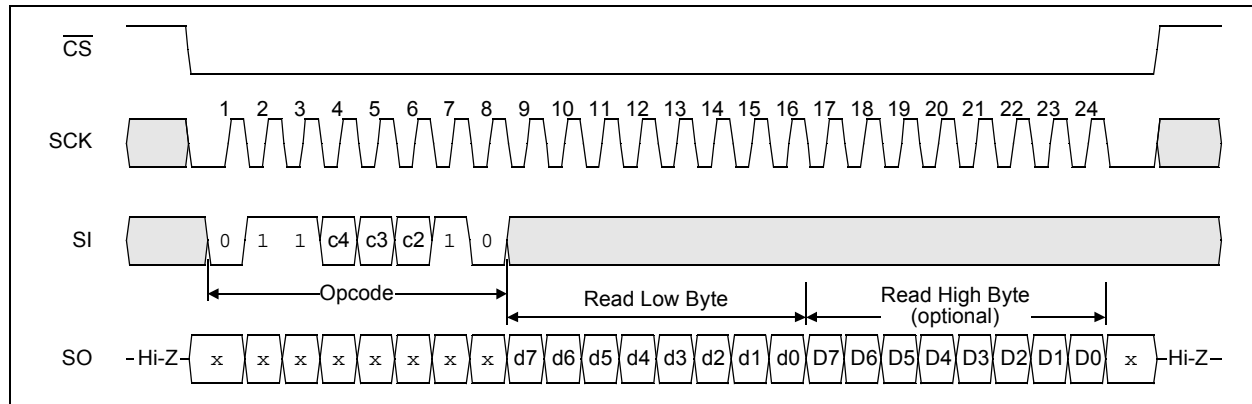 CS
1 2 3 4 5 6 7 8 9 10 11 12 13 14 15 16 17 18 19 20 21 22 23 24
SCK
SI 0 1 1 c4 c3 c2 1 0
Opcode Read Low Byte Read High Byte
(optional)
SO Hi-Z x x x x x x x x d7 d6 d5 d4 d3 d2 d1 d0 D7 D6 D5 D4 D3 D2 D1 D0 x Hi-Z